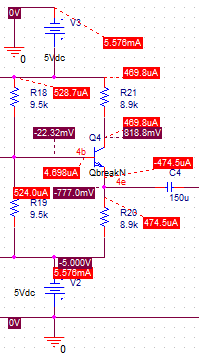 0V
V3
0
5Vdc
5.576mA
469.8uA
R18
528.7uA
9.5k
R21
8.9k
469.8uA
-22.32mV
Q4
818.8mV
4b
-474.5uA
4.698uA
QbreakN
C4
524.0uA
-777.0mV
4e
R19
9.5k
150u
R20
8.9k
474.5uA
-5.000V
5.576mA
V2
5Vdc
0V
0